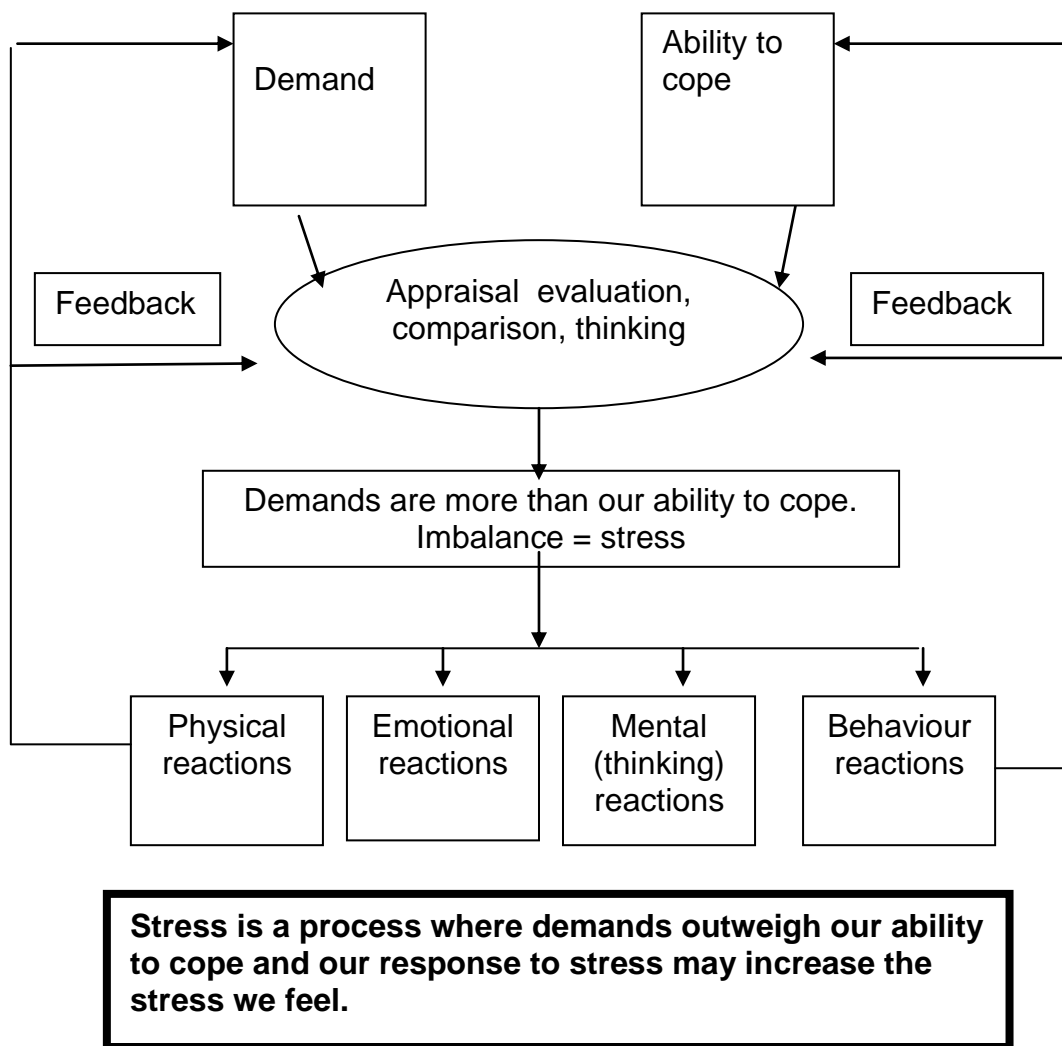 Demand
Ability to
cope
Feedback
Appraisal  evaluation,
comparison, thinking
Feedback
Demands are more than our ability to cope.
Imbalance = stress
Physical
reactions
Emotional
reactions
Mental
(thinking)
reactions
Behaviour
reactions
Stress is a process where demands outweigh our ability
to cope and our response to stress may increase the
stress we feel.